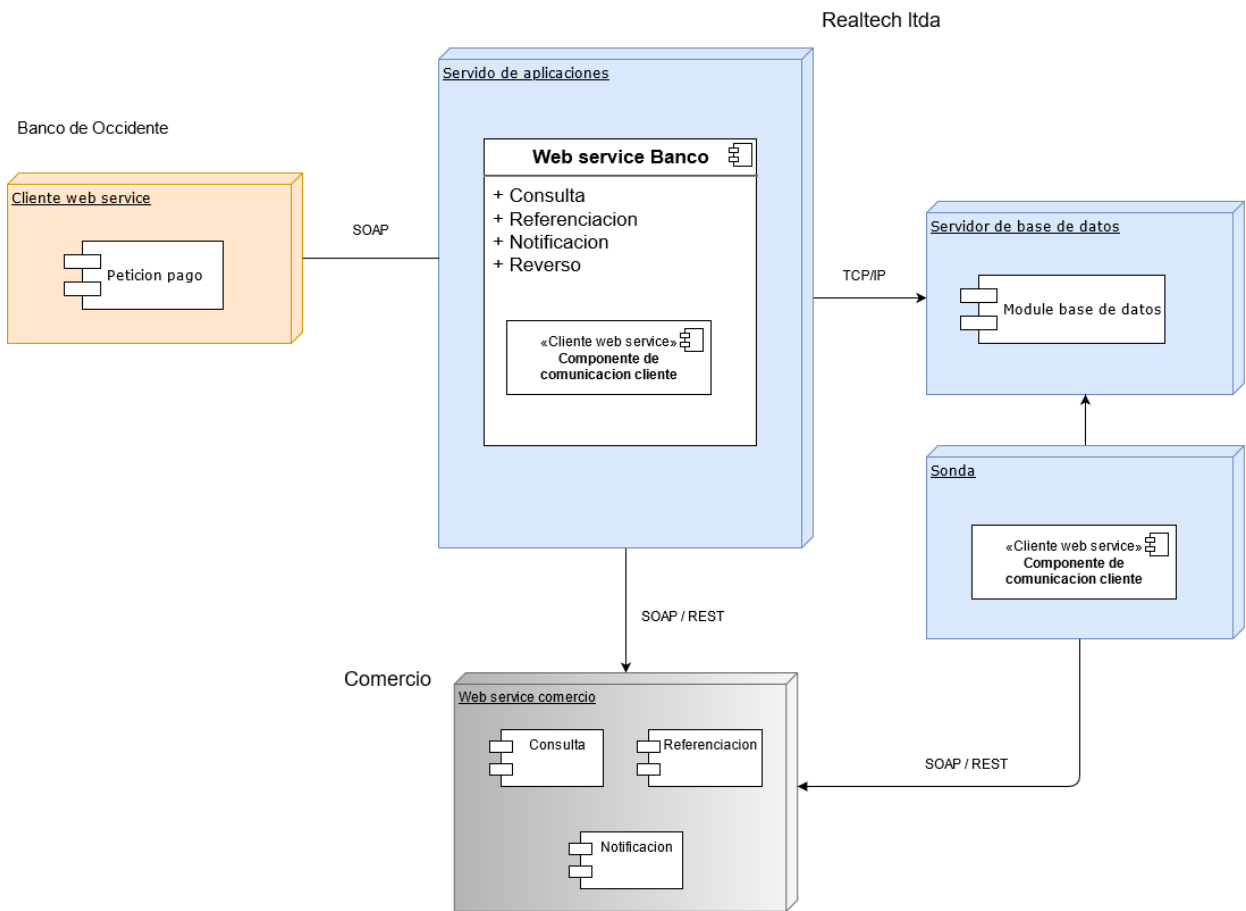 Realtech ltda
Servido de aplicaciones
Banco de Occidente
Web service Banco
+ Consulta
+ Referenciacion
+ Notificacion
+ Reverso
Cliente web service
SOAP
Peticion pago
Servidor de base de datos
TCP/IP
Module base de datos
«Cliente web service»
Componente de
comunicacion cliente
Sonda
«Cliente web service»
Componente de
comunicacion cliente
SOAP / REST
Comercio
Web service comercio
Consulta
Referenciacion
SOAP / REST
Notificacion